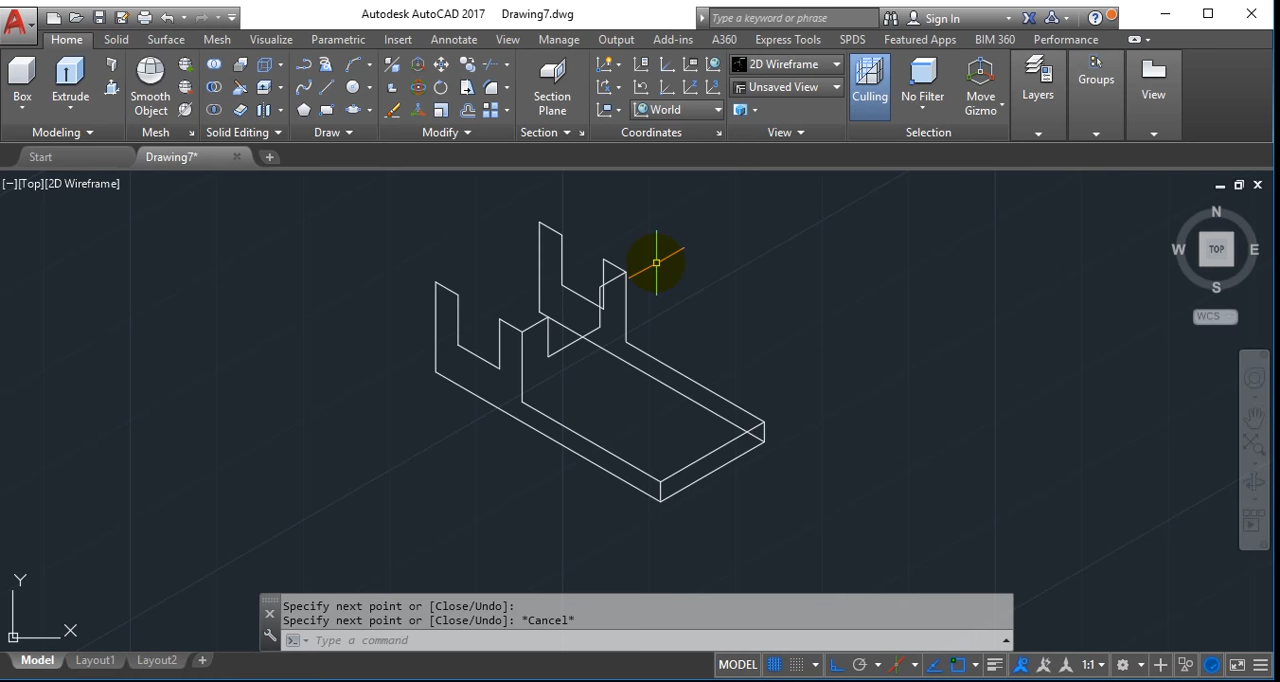 Autodesk AutoCAD 2017 Drawing7.dwg
Type a keyword or phrase
Sign In
Home Solid Surface Mesh Visualize Parametric Insert Annotate View Manage Output Add-ins A360 Express Tools SPDS Featured Apps BIM 360 Performance
Box
Extrude
Smooth
Object
Section
Plane
2D Wireframe
Unsaved View
World
Culling
No Filter
Move
Gizmo
Layers
Groups
View
Modeling Mesh Solid Editing Draw Modify Section Coordinates View Selection
Start
Drawing7*
[−][Top][2D Wireframe]
N
W TOP E
S
WCS
Y
X
Specify next point or [Close/Undo]:
Specify next point or [Close/Undo]: *Cancel*
Type a command
Model Layout1 Layout2
MODEL
1:1